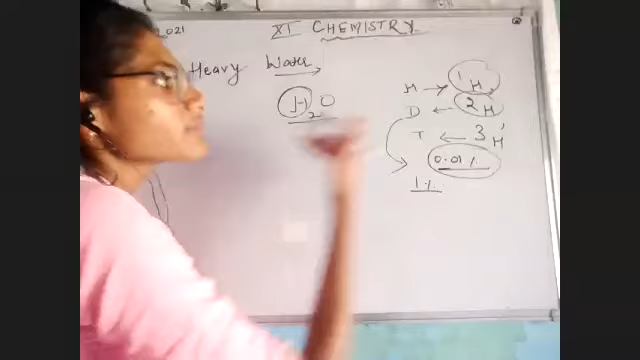 2021
XI CHEMISTRY
Heavy Water
H₂O
H → ¹H
D ← 2H
T ← 3H
0.01%
1%